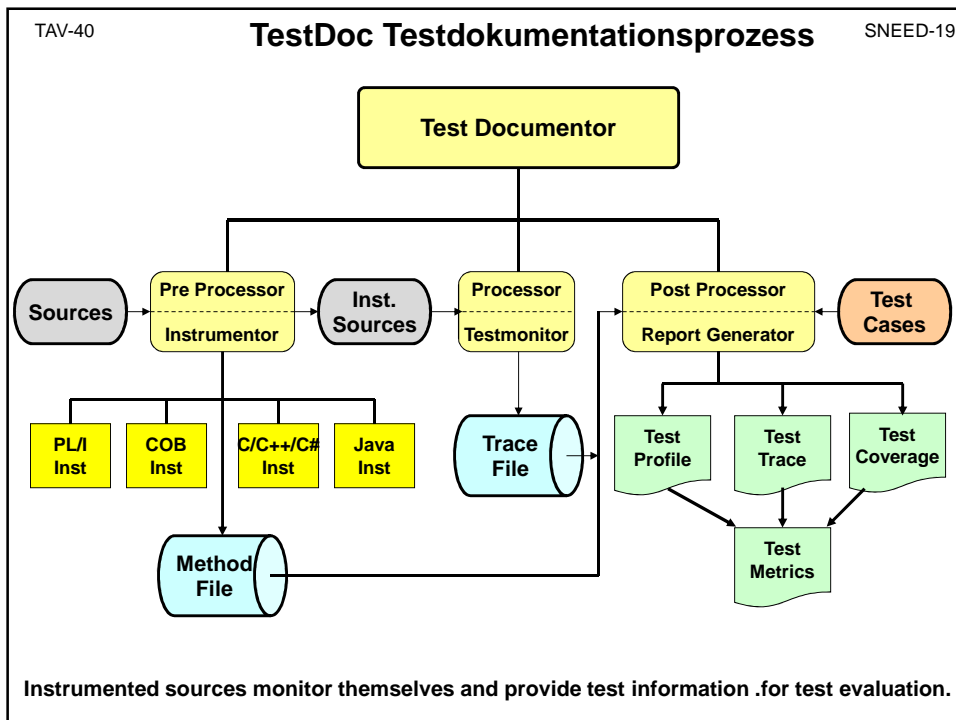 TAV-40
TestDoc Testdokumentationsprozess
SNEED-19
Test Documentor
Sources
Pre Processor
Instrumentor
Inst.
Sources
Processor
Testmonitor
Post Processor
Report Generator
Test
Cases
PL/I
Inst
COB
Inst
C/C++/C#
Inst
Java
Inst
Trace
File
Test
Profile
Test
Trace
Test
Coverage
Method
File
Test
Metrics
Instrumented sources monitor themselves and provide test information .for test evaluation.